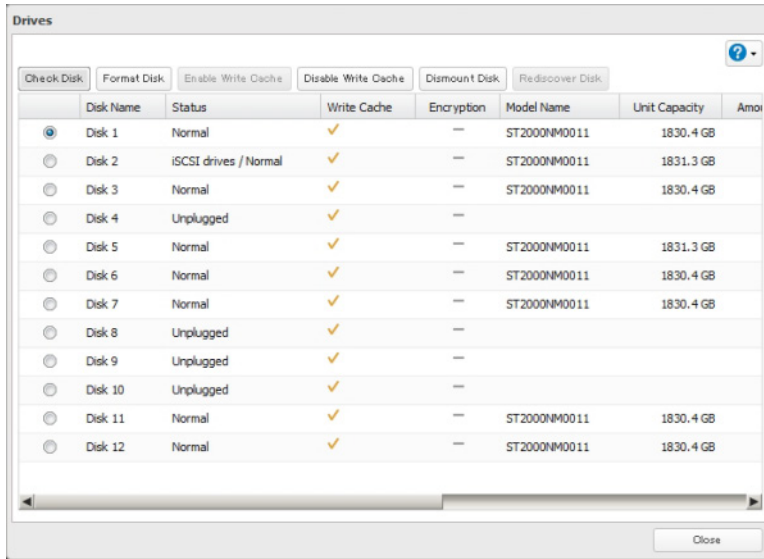 Drives
?
Check Disk Format Disk Enable Write Cache Disable Write Cache Dismount Disk Rediscover Disk
Disk Name Status Write Cache Encryption Model Name Unit Capacity Amou
Disk 1 Normal ST2000NM0011 1830.4 GB
Disk 2 iSCSI drives / Normal ST2000NM0011 1831.3 GB
Disk 3 Normal ST2000NM0011 1830.4 GB
Disk 4 Unplugged
Disk 5 Normal ST2000NM0011 1831.3 GB
Disk 6 Normal ST2000NM0011 1830.4 GB
Disk 7 Normal ST2000NM0011 1830.4 GB
Disk 8 Unplugged
Disk 9 Unplugged
Disk 10 Unplugged
Disk 11 Normal ST2000NM0011 1830.4 GB
Disk 12 Normal ST2000NM0011 1830.4 GB
Close